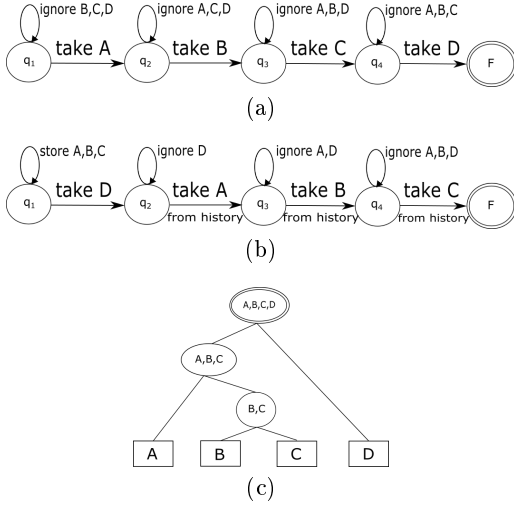 ignore B,C,D ignore A,C,D ignore A,B,D ignore A,B,C
take A take B take C take D
q1 q2 q3 q4 F
(a)
store A,B,C ignore D ignore A,D ignore A,B,D
take D take A take B take C
q1 q2 q3 q4 F
from history from history from history
(b)
A,B,C,D
A,B,C
B,C
A B C D
(c)